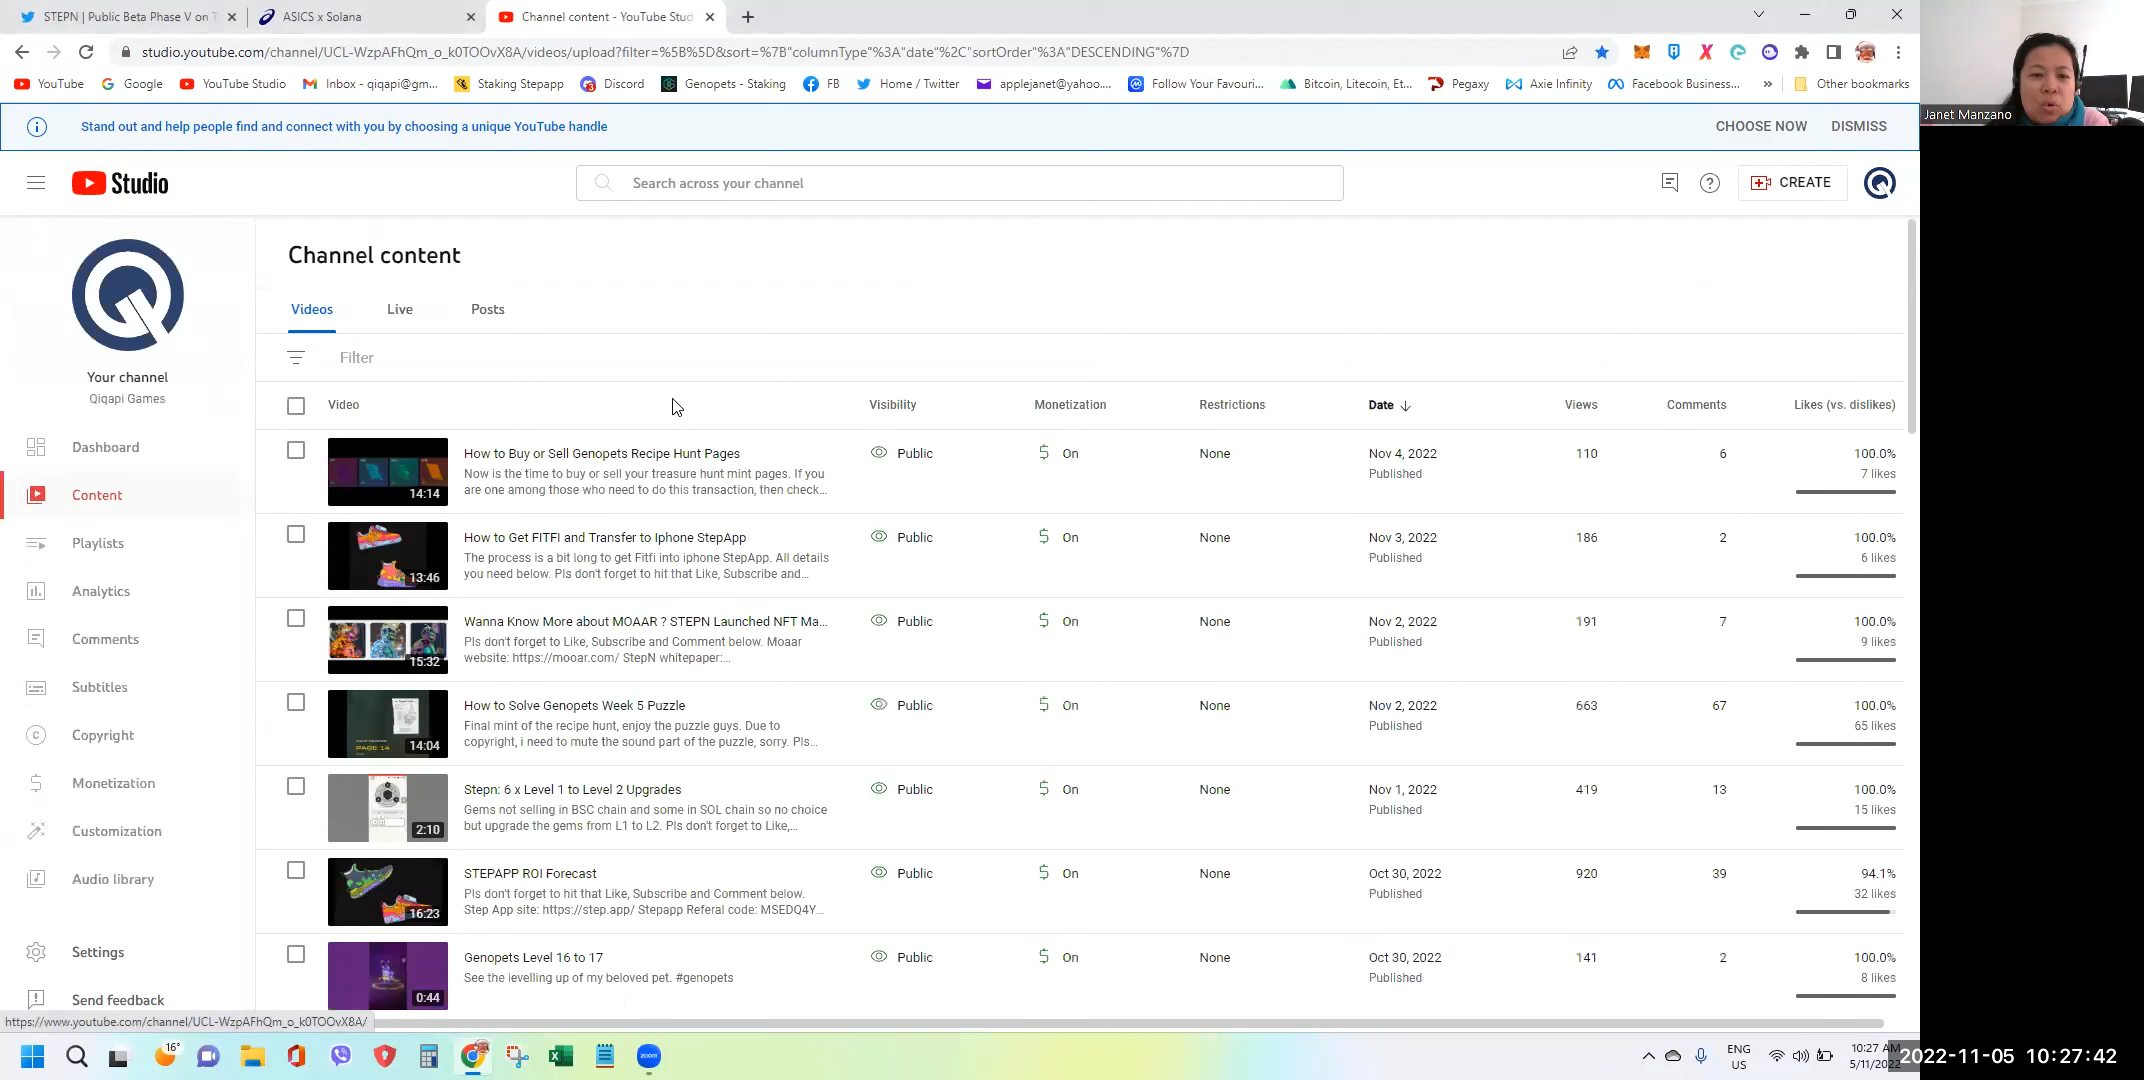 STEPN | Public Beta Phase V on T
ASICS x Solana
Channel content - YouTube Stud
studio.youtube.com/channel/UCL-WzpAFhQm_o_k0TOOvX8A/videos/upload?filter=%5B%5D&sort=%7B"columnType"%3A"date"%2C"sortOrder"%3A"DESCENDING"%7D
YouTube Google YouTube Studio Inbox - qiqapi@gm... Staking Stepapp Discord Genopets - Staking FB Home / Twitter applejanet@yahoo.... Follow Your Favouri... Bitcoin, Litecoin, Et... Pegaxy Axie Infinity Facebook Business... » Other bookmarks
Janet Manzano
Stand out and help people find and connect with you by choosing a unique YouTube handle CHOOSE NOW DISMISS
Studio Search across your channel CREATE
Channel content
Videos Live Posts
Filter
Your channel
Qiqapi Games
Dashboard
Content
Playlists
Analytics
Comments
Subtitles
Copyright
Monetization
Customization
Audio library
Settings
Send feedback
Video Visibility Monetization Restrictions Date Views Comments Likes (vs. dislikes)
How to Buy or Sell Genopets Recipe Hunt Pages Public On None Nov 4, 2022 110 6 100.0%
Now is the time to buy or sell your treasure hunt mint pages. If you Published 7 likes
are one among those who need to do this transaction, then check...
14:14
How to Get FITFI and Transfer to Iphone StepApp Public On None Nov 3, 2022 186 2 100.0%
The process is a bit long to get Fitfi into iphone StepApp. All details Published 6 likes
you need below. Pls don't forget to hit that Like, Subscribe and...
13:46
Wanna Know More about MOAAR ? STEPN Launched NFT Ma... Public On None Nov 2, 2022 191 7 100.0%
Pls don't forget to Like, Subscribe and Comment below. Moaar Published 9 likes
website: https://mooar.com/ StepN whitepaper:...
15:32
How to Solve Genopets Week 5 Puzzle Public On None Nov 2, 2022 663 67 100.0%
Final mint of the recipe hunt, enjoy the puzzle guys. Due to Published 65 likes
copyright, i need to mute the sound part of the puzzle, sorry. Pls...
PAGE 14
14:04
Stepn: 6 x Level 1 to Level 2 Upgrades Public On None Nov 1, 2022 419 13 100.0%
Gems not selling in BSC chain and some in SOL chain so no choice Published 15 likes
but upgrade the gems from L1 to L2. Pls don't forget to Like,...
2:10
STEPAPP ROI Forecast Public On None Oct 30, 2022 920 39 94.1%
Pls don't forget to hit that Like, Subscribe and Comment below. Published 32 likes
Step App site: https://step.app/ Stepapp Referal code: MSEDQ4Y...
16:23
Genopets Level 16 to 17 Public On None Oct 30, 2022 141 2 100.0%
See the levelling up of my beloved pet. #genopets Published 8 likes
0:44
https://www.youtube.com/channel/UCL-WzpAFhQm_o_k0TOOvX8A/
16°
zoom
ENG
US
10:27 AM
5/11/2022
2022-11-05 10:27:42